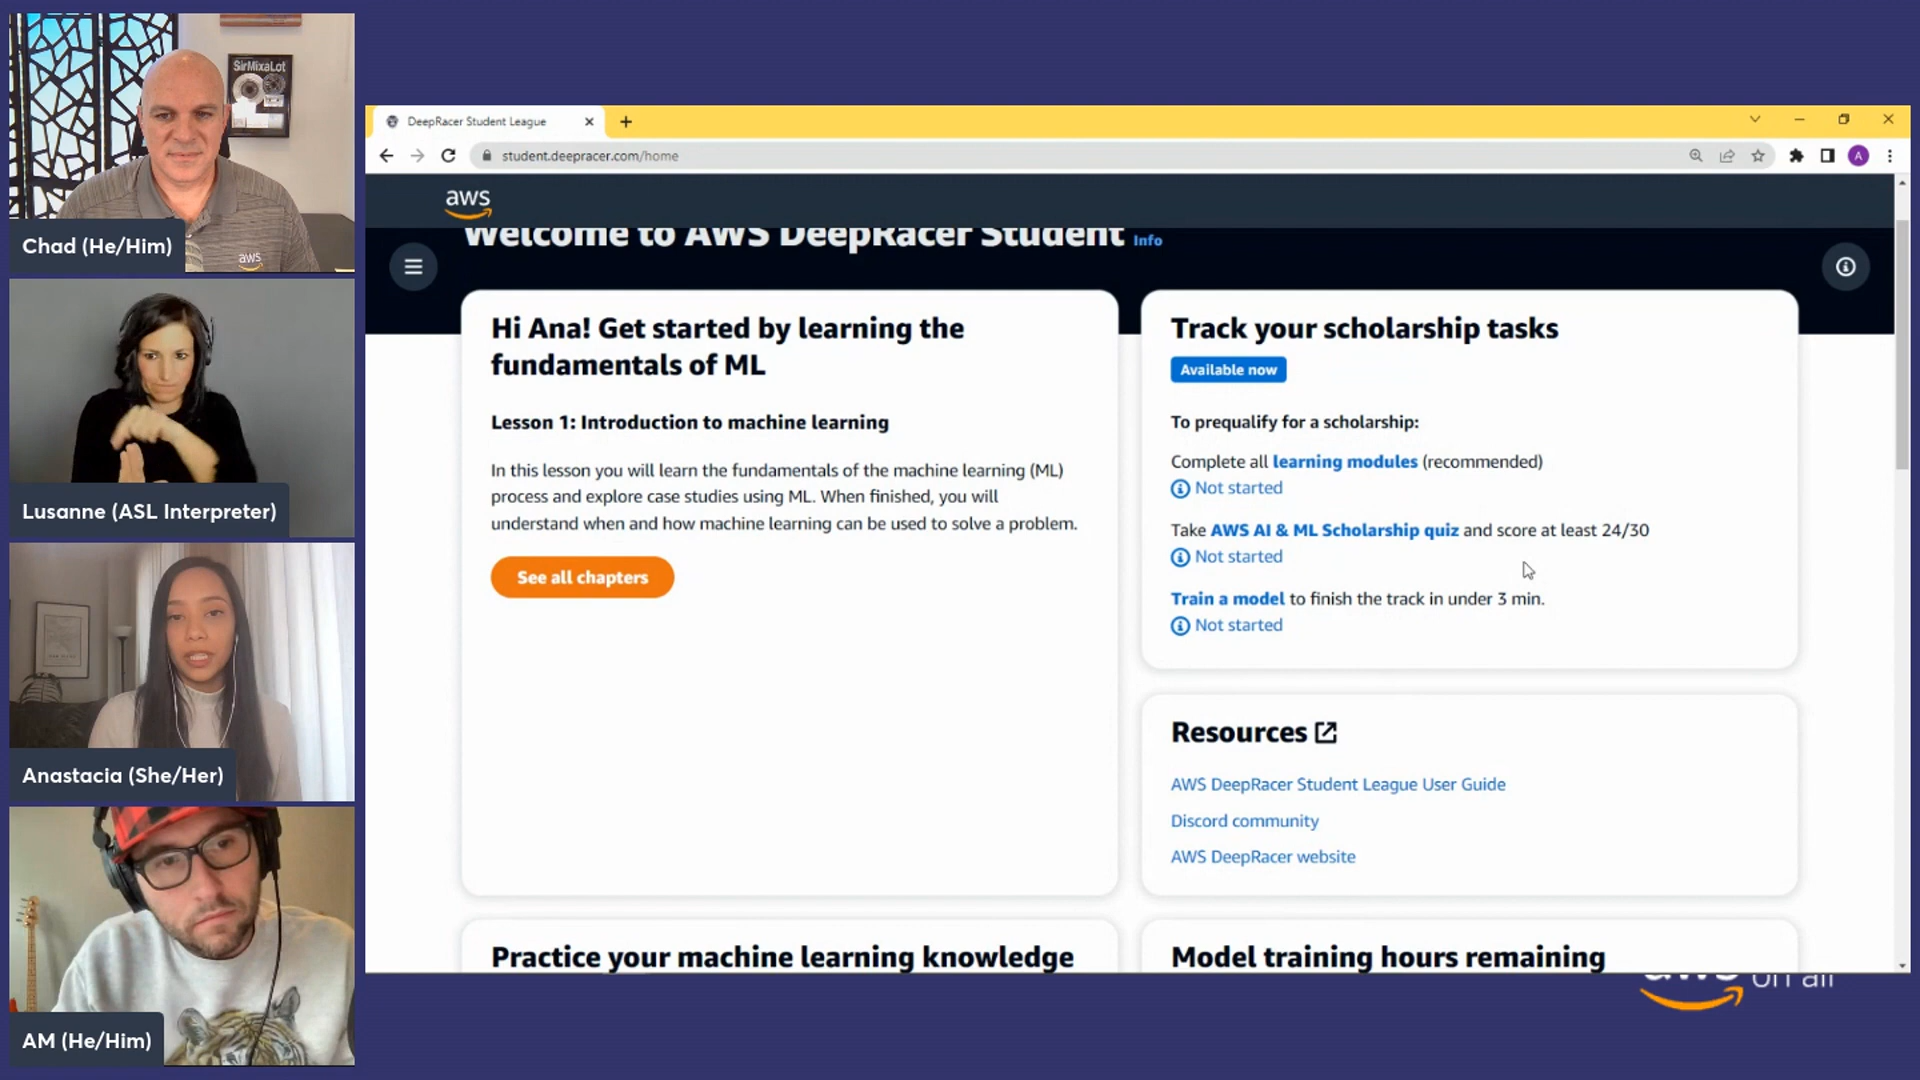 SirMixaLot
Chad (He/Him)
aws
Lusanne (ASL Interpreter)
Anastacia (She/Her)
AM (He/Him)
DeepRacer Student League
student.deepracer.com/home
A
aws
Welcome to AWS DeepRacer Student Info
Hi Ana! Get started by learning the
fundamentals of ML
Lesson 1: Introduction to machine learning
In this lesson you will learn the fundamentals of the machine learning (ML)
process and explore case studies using ML. When finished, you will
understand when and how machine learning can be used to solve a problem.
See all chapters
Track your scholarship tasks
Available now
To prequalify for a scholarship:
Complete all learning modules (recommended)
Not started
Take AWS AI & ML Scholarship quiz and score at least 24/30
Not started
Train a model to finish the track in under 3 min.
Not started
Resources
AWS DeepRacer Student League User Guide
Discord community
AWS DeepRacer website
Practice your machine learning knowledge
Model training hours remaining
aws on air